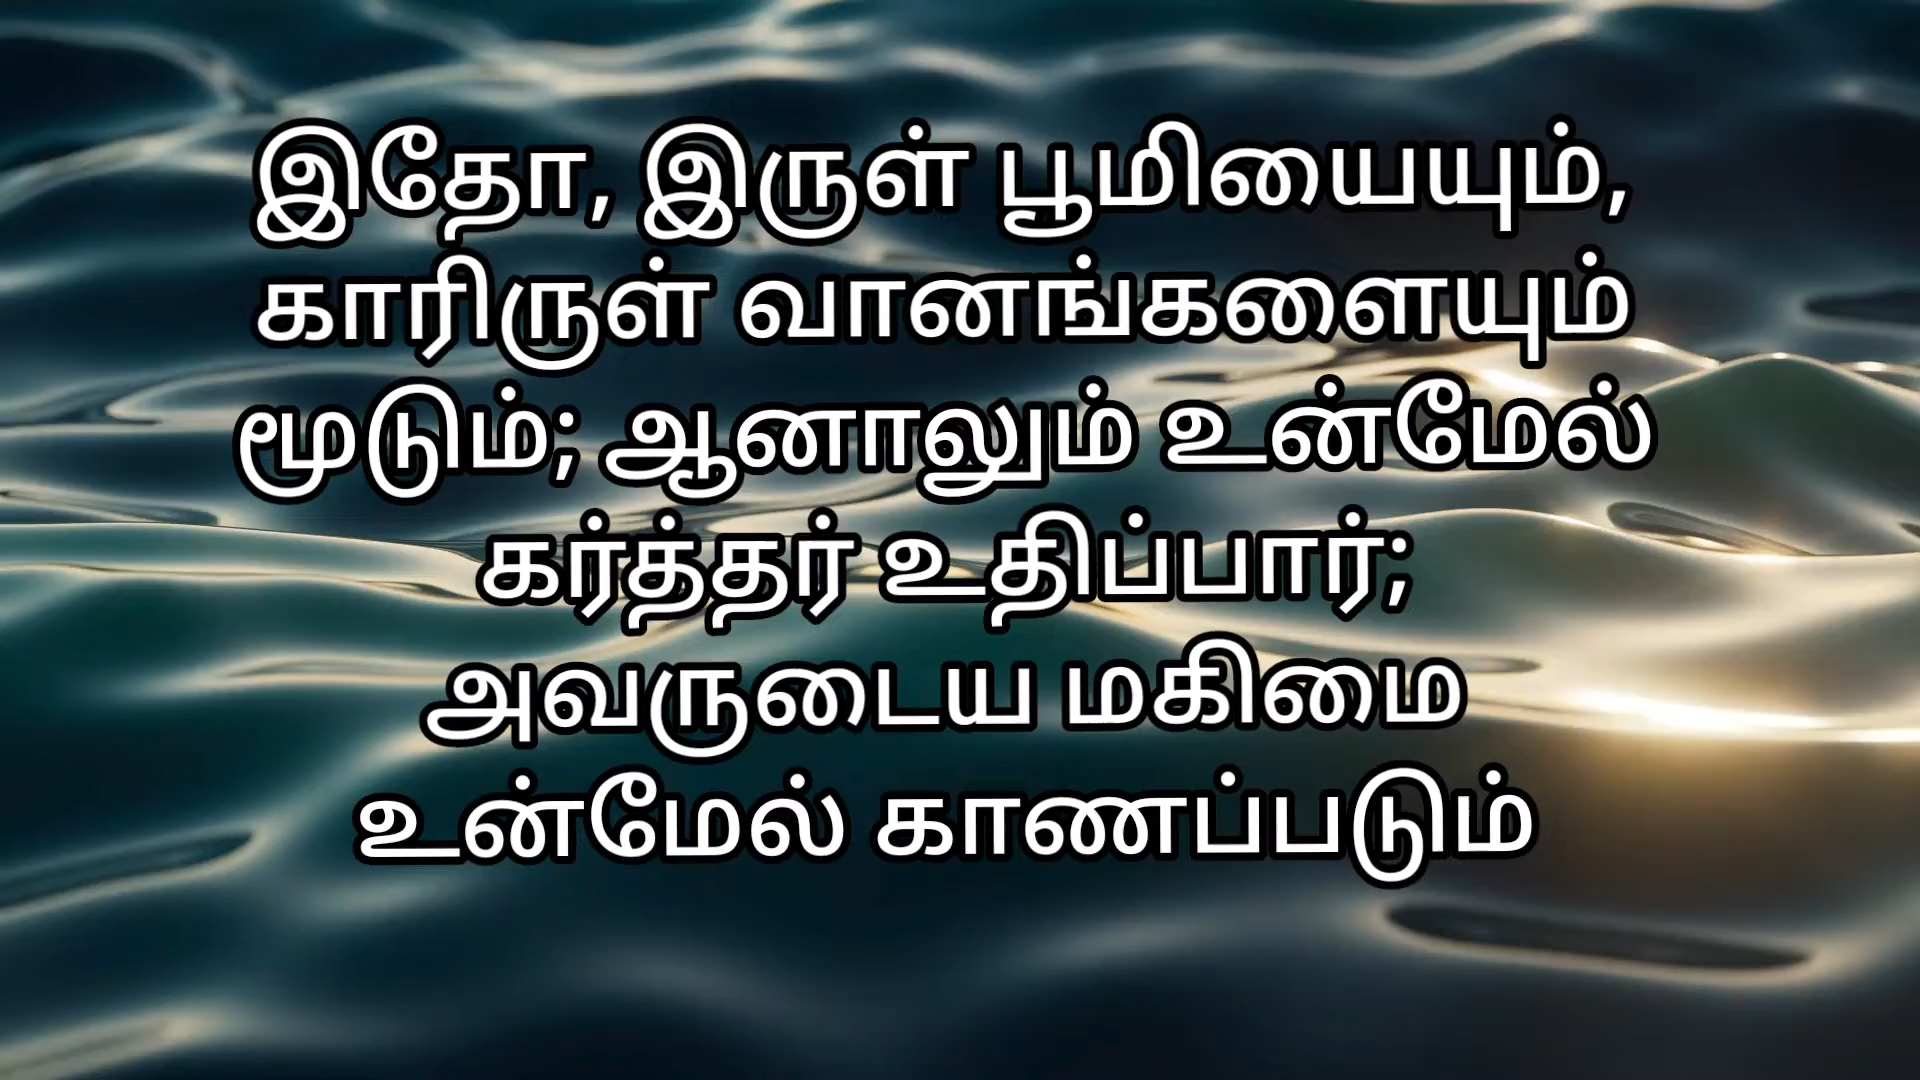 இதோ, இருள் பூமியையும்,
காரிருள் வானங்களையும்
மூடும்; ஆனாலும் உன்மேல்
கர்த்தர் உதிப்பார்;
அவருடைய மகிமை
உன்மேல் காணப்படும்